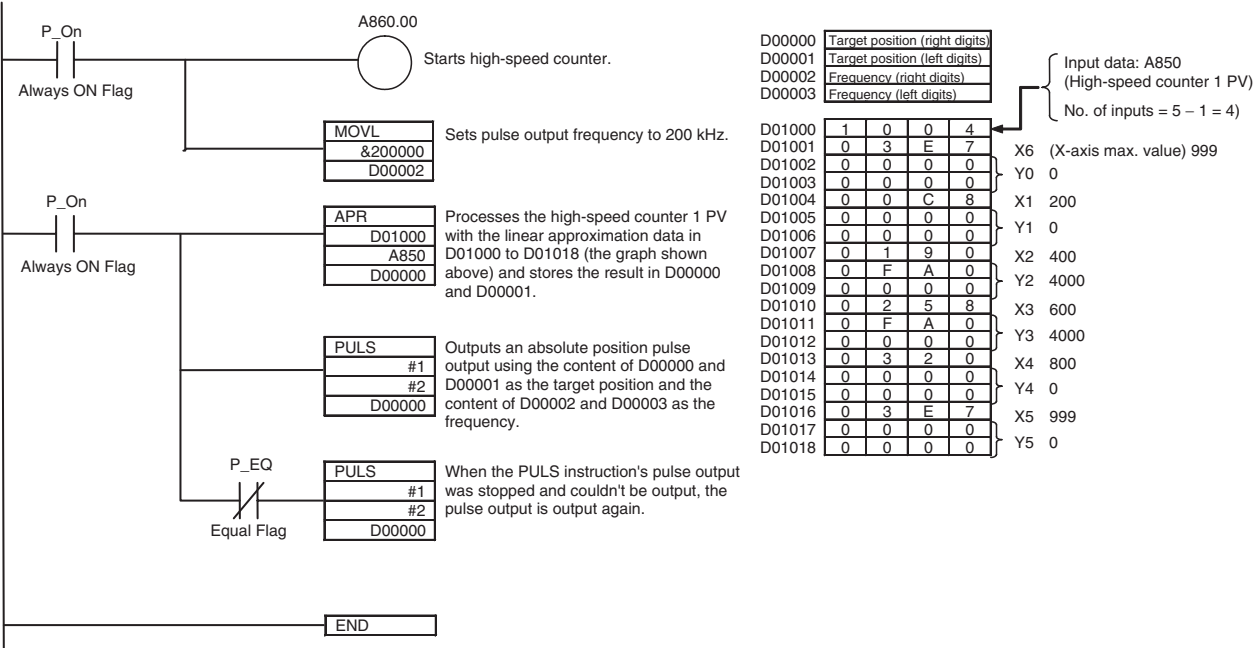 P_On
Always ON Flag
A860.00
Starts high-speed counter.
MOVL
&200000
D00002
Sets pulse output frequency to 200 kHz.
P_On
Always ON Flag
APR
D01000
A850
D00000
Processes the high-speed counter 1 PV
with the linear approximation data in
D01000 to D01018 (the graph shown
above) and stores the result in D00000
and D00001.
PULS
#1
#2
D00000
Outputs an absolute position pulse
output using the content of D00000 and
D00001 as the target position and the
content of D00002 and D00003 as the
frequency.
P_EQ
Equal Flag
PULS
#1
#2
D00000
When the PULS instruction's pulse output
was stopped and couldn't be output, the
pulse output is output again.
END
D00000 Target position (right digits)
D00001 Target position (left digits)
D00002 Frequency (right digits)
D00003 Frequency (left digits)
Input data: A850
(High-speed counter 1 PV)
No. of inputs = 5 − 1 = 4)
D01000 1 0 0 4
D01001 0 3 E 7 X6 (X-axis max. value) 999
D01002 0 0 0 0
Y0 0
D01003 0 0 0 0
D01004 0 0 C 8 X1 200
D01005 0 0 0 0
Y1 0
D01006 0 0 0 0
D01007 0 1 9 0 X2 400
D01008 0 F A 0
Y2 4000
D01009 0 0 0 0
D01010 0 2 5 8 X3 600
D01011 0 F A 0
Y3 4000
D01012 0 0 0 0
D01013 0 3 2 0 X4 800
D01014 0 0 0 0
Y4 0
D01015 0 0 0 0
D01016 0 3 E 7 X5 999
D01017 0 0 0 0
Y5 0
D01018 0 0 0 0